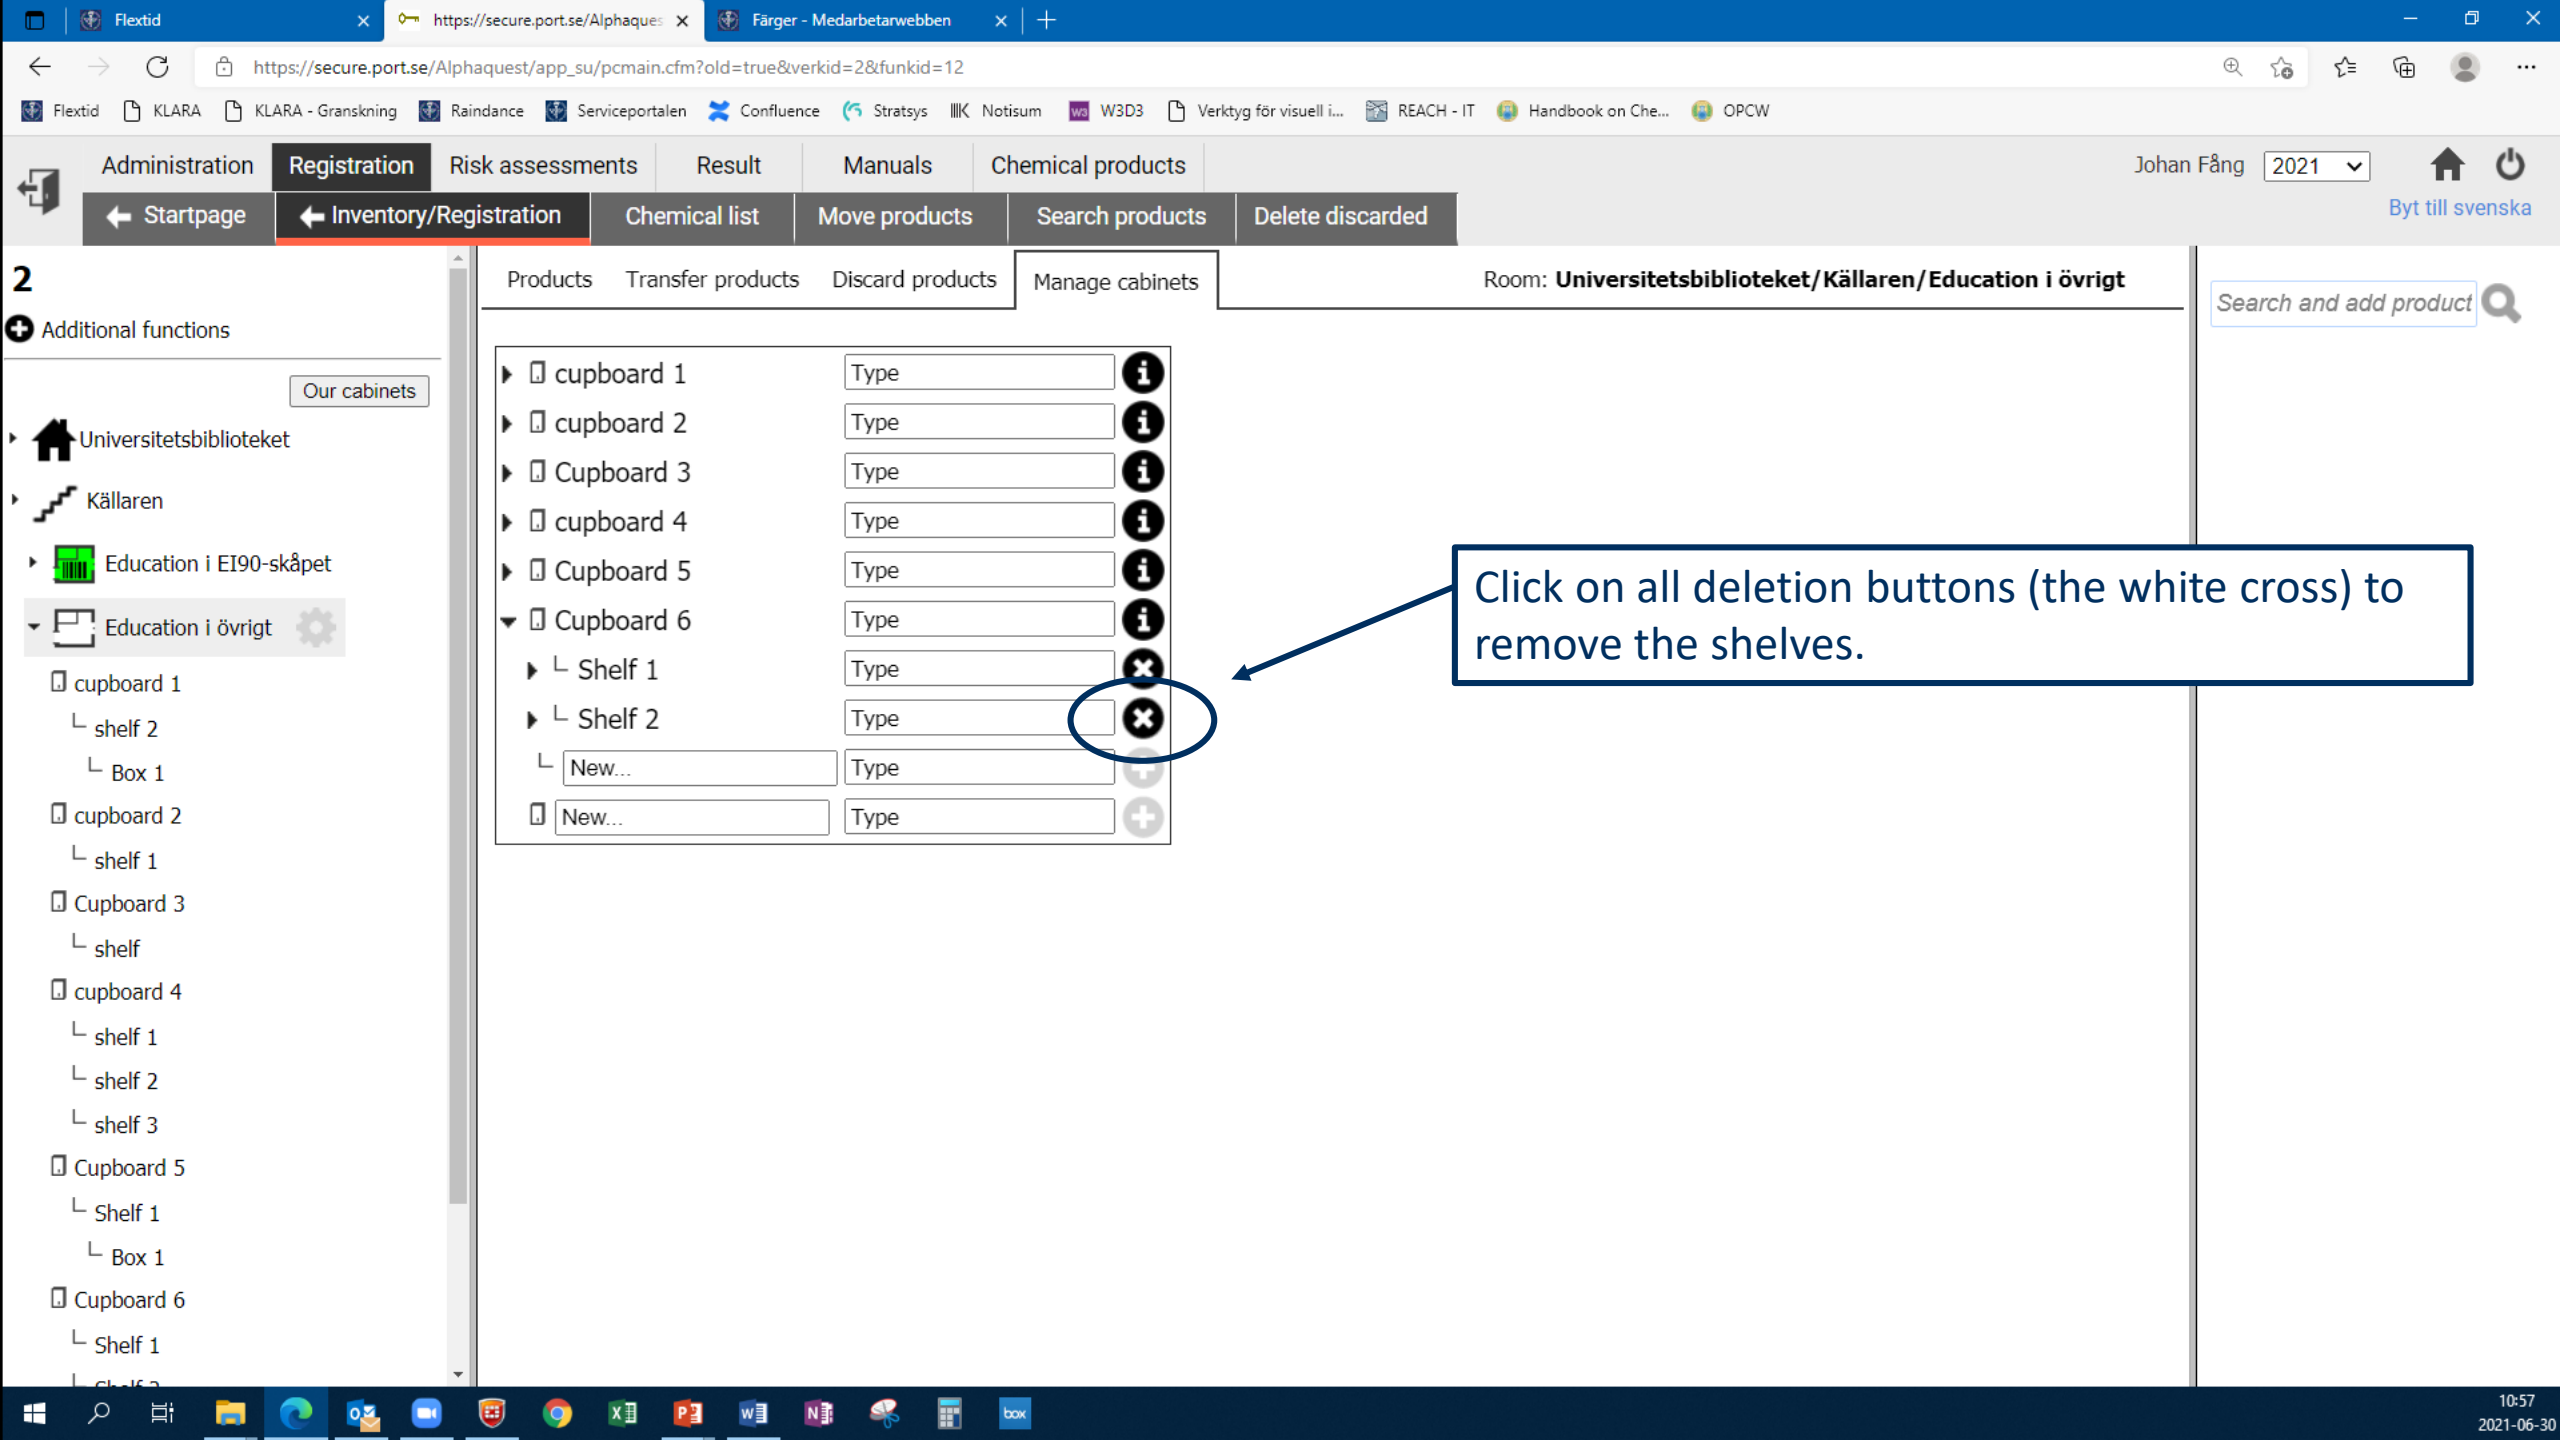 Flextid
https://secure.port.se/Alphaques
Färger - Medarbetarwebben
https://secure.port.se/Alphaquest/app_su/pcmain.cfm?old=true&verkid=2&funkid=12
Flextid KLARA KLARA - Granskning Raindance Serviceportalen Confluence Stratsys Notisum W3D3 Verktyg för visuell i... REACH - IT Handbook on Che... OPCW
Administration Registration Risk assessments Result Manuals Chemical products
Johan Fång 2021
Startpage Inventory/Registration Chemical list Move products Search products Delete discarded
Byt till svenska
2
Additional functions
Our cabinets
Universitetsbiblioteket
Källaren
Education i EI90-skåpet
Education i övrigt
cupboard 1
shelf 2
Box 1
cupboard 2
shelf 1
Cupboard 3
shelf
cupboard 4
shelf 1
shelf 2
shelf 3
Cupboard 5
Shelf 1
Box 1
Cupboard 6
Shelf 1
Products Transfer products Discard products Manage cabinets
Room: Universitetsbiblioteket/Källaren/Education i övrigt
Search and add product
cupboard 1 Type
cupboard 2 Type
Cupboard 3 Type
cupboard 4 Type
Cupboard 5 Type
Cupboard 6 Type
Shelf 1 Type
Shelf 2 Type
New... Type
New... Type
Click on all deletion buttons (the white cross) to
remove the shelves.
box
10:57
2021-06-30